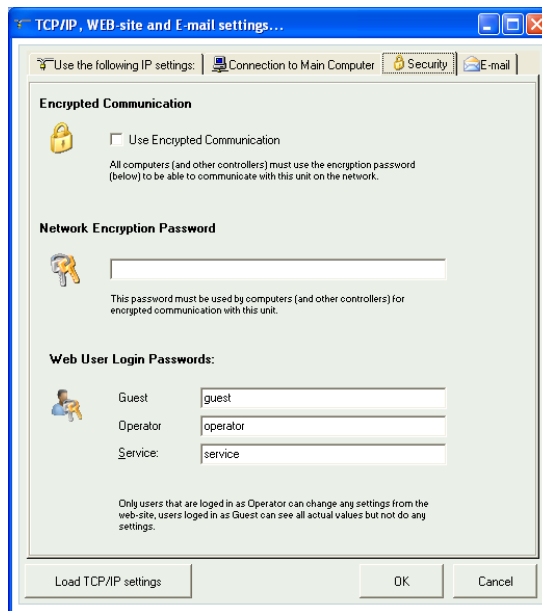 TCP/IP, WEB-site and E-mail settings...
Use the following IP settings: Connection to Main Computer Security E-mail
Encrypted Communication
Use Encrypted Communication
All computers (and other controllers) must use the encryption password
(below) to be able to communicate with this unit on the network.
Network Encryption Password
This password must be used by computers (and other controllers) for
encrypted communication with this unit.
Web User Login Passwords:
Guest guest
Operator operator
Service: service
Only users that are loged in as Operator can change any settings from the
web-site, users loged in as Guest can see all actual values but not do any
settings.
Load TCP/IP settings OK Cancel